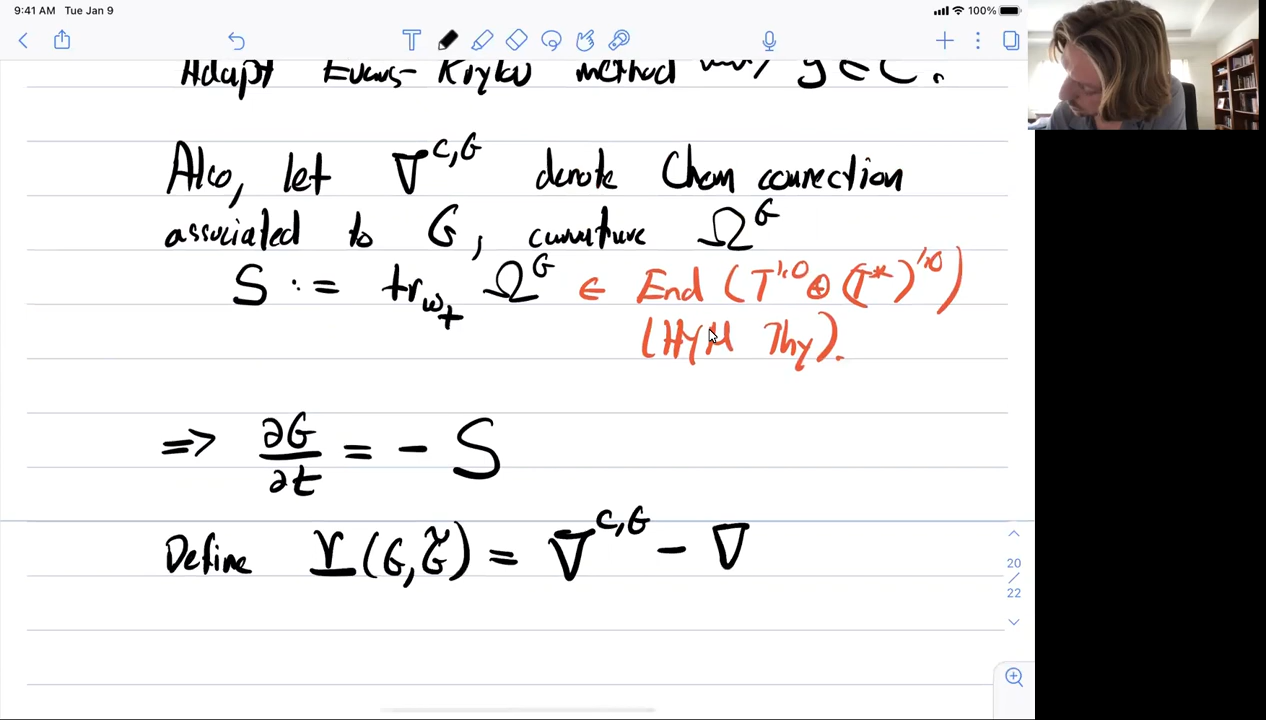 9:41 AM Tue Jan 9
100%
Adapt Evans-Krylov method
Also, let ∇^{C,G} denote Chern connection
associated to G, curvature Ω^G
S := tr_{ω_+} Ω^G ∈ End (T^{1,0} ⊕ (T^*)^{1,0})
(HYM Thy).
=> ∂G/∂t = - S
Define Υ(G, G̃) = ∇^{C,G} - ∇
20
/
22